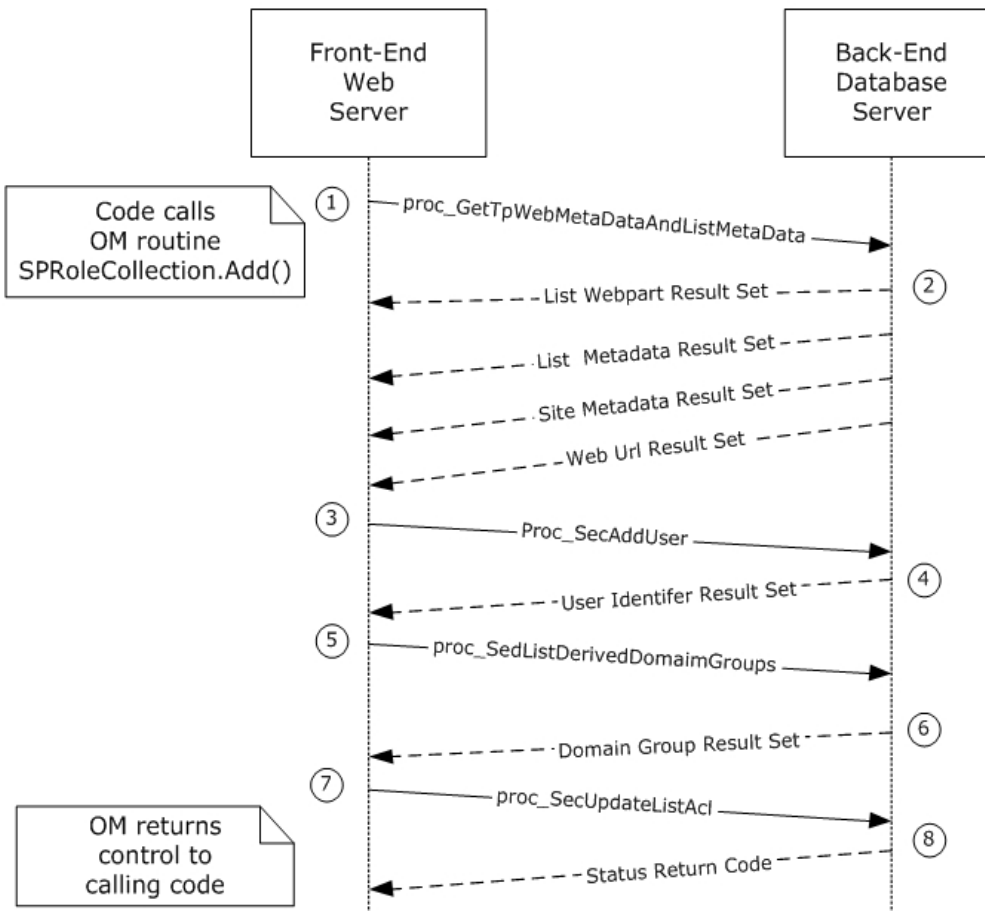 Front-End
Web
Server
Back-End
Database
Server
Code calls
OM routine
SPRoleCollection.Add()
1
proc_GetTpWebMetaDataAndListMetaData
2
List Webpart Result Set
List Metadata Result Set
Site Metadata Result Set
Web Url Result Set
3
Proc_SecAddUser
4
User Identifer Result Set
5
proc_SedListDerivedDomaimGroups
6
Domain Group Result Set
7
proc_SecUpdateListAcl
OM returns
control to
calling code
8
Status Return Code